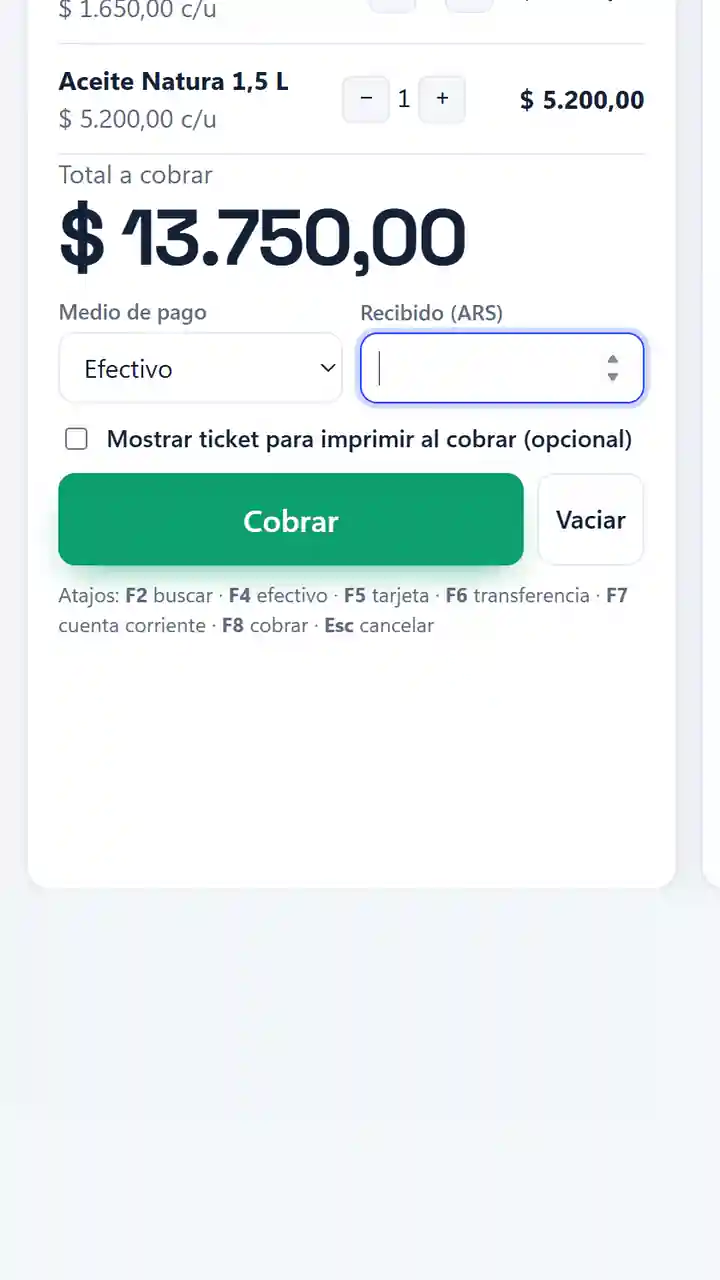 $ 1.650,00 c/u
Aceite Natura 1,5 L
− 1 +
$ 5.200,00
$ 5.200,00 c/u
Total a cobrar
$ 13.750,00
Medio de pago
Recibido (ARS)
Efectivo
Mostrar ticket para imprimir al cobrar (opcional)
Cobrar
Vaciar
Atajos: F2 buscar · F4 efectivo · F5 tarjeta · F6 transferencia · F7
cuenta corriente · F8 cobrar · Esc cancelar